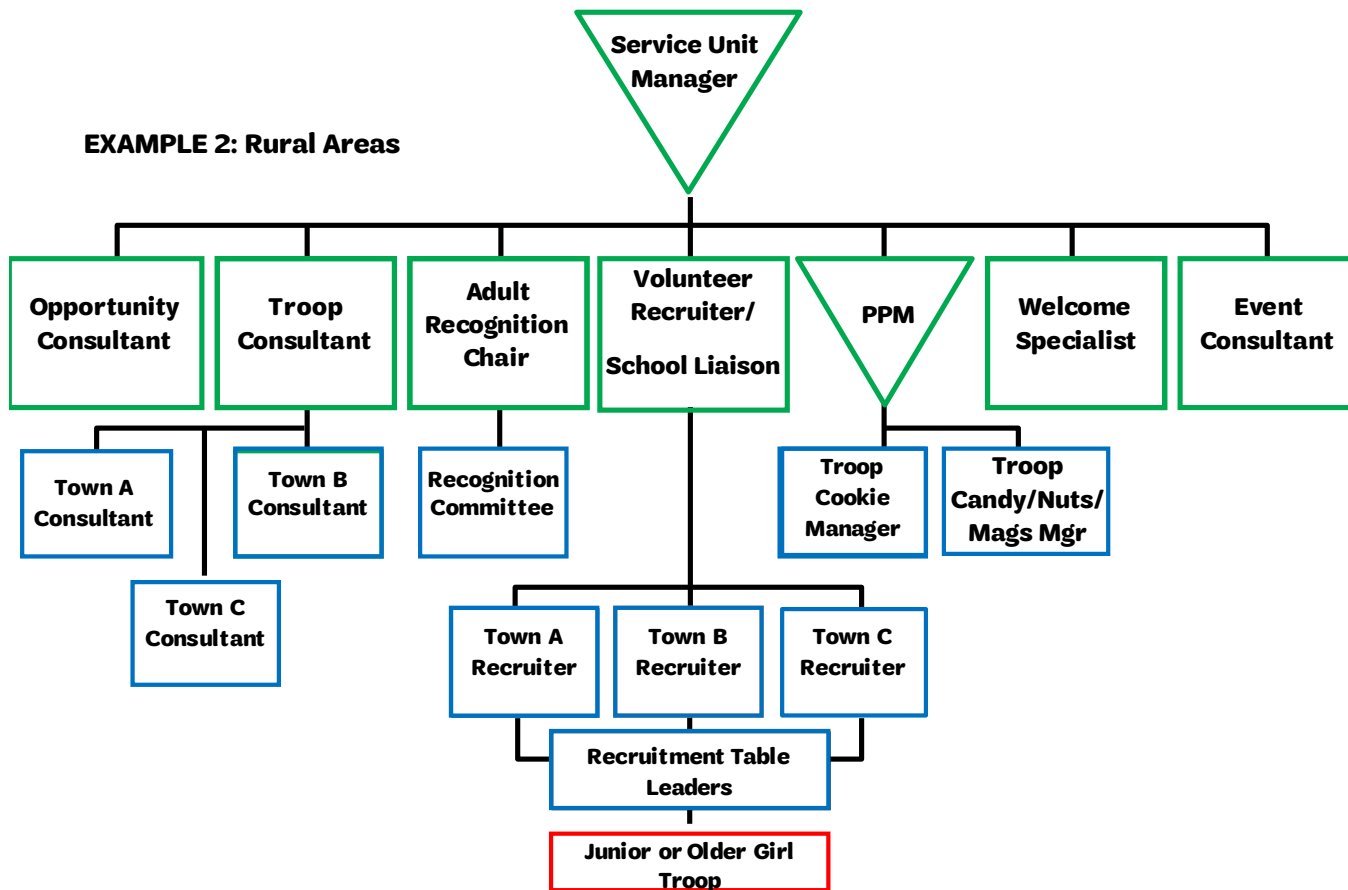 Service Unit
Manager
EXAMPLE 2: Rural Areas
Opportunity
Consultant
Troop
Consultant
Adult
Recognition
Chair
Volunteer
Recruiter/
School Liaison
PPM
Welcome
Specialist
Event
Consultant
Town A
Consultant
Town B
Consultant
Recognition
Committee
Troop
Cookie
Manager
Troop
Candy/Nuts/
Mags Mgr
Town C
Consultant
Town A
Recruiter
Town B
Recruiter
Town C
Recruiter
Recruitment Table
Leaders
Junior or Older Girl
Troop